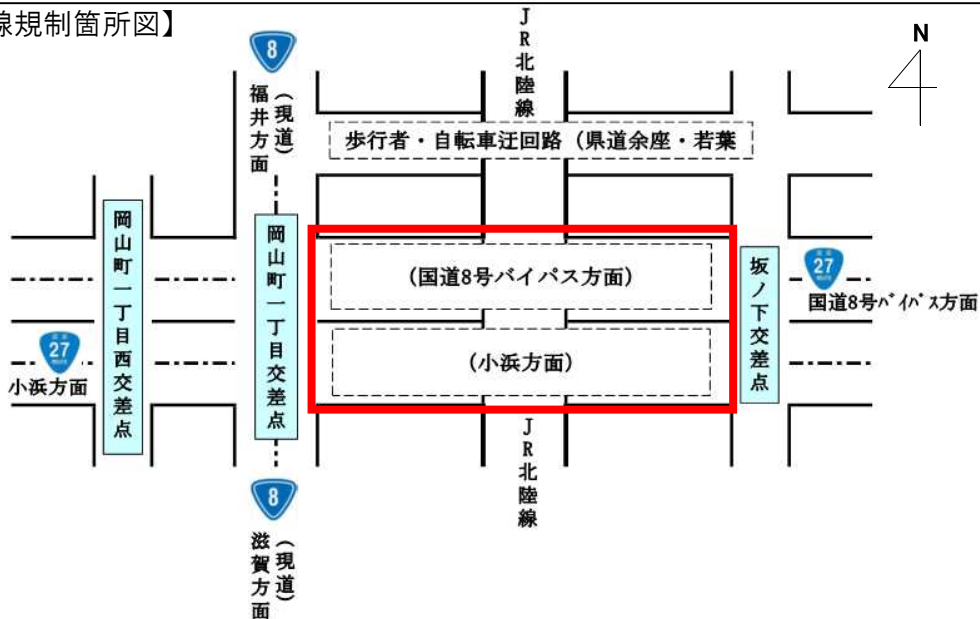 線規制箇所図】
JR北陸線
N
8
(現道)
福井方面
歩行者・自転車迂回路（県道余座・若葉
岡山町一丁目西交差点
岡山町一丁目交差点
(国道8号バイパス方面)
坂ノ下交差点
27
国道8号バイパス方面
27
小浜方面
(小浜方面)
JR北陸線
8
(現道)
滋賀方面